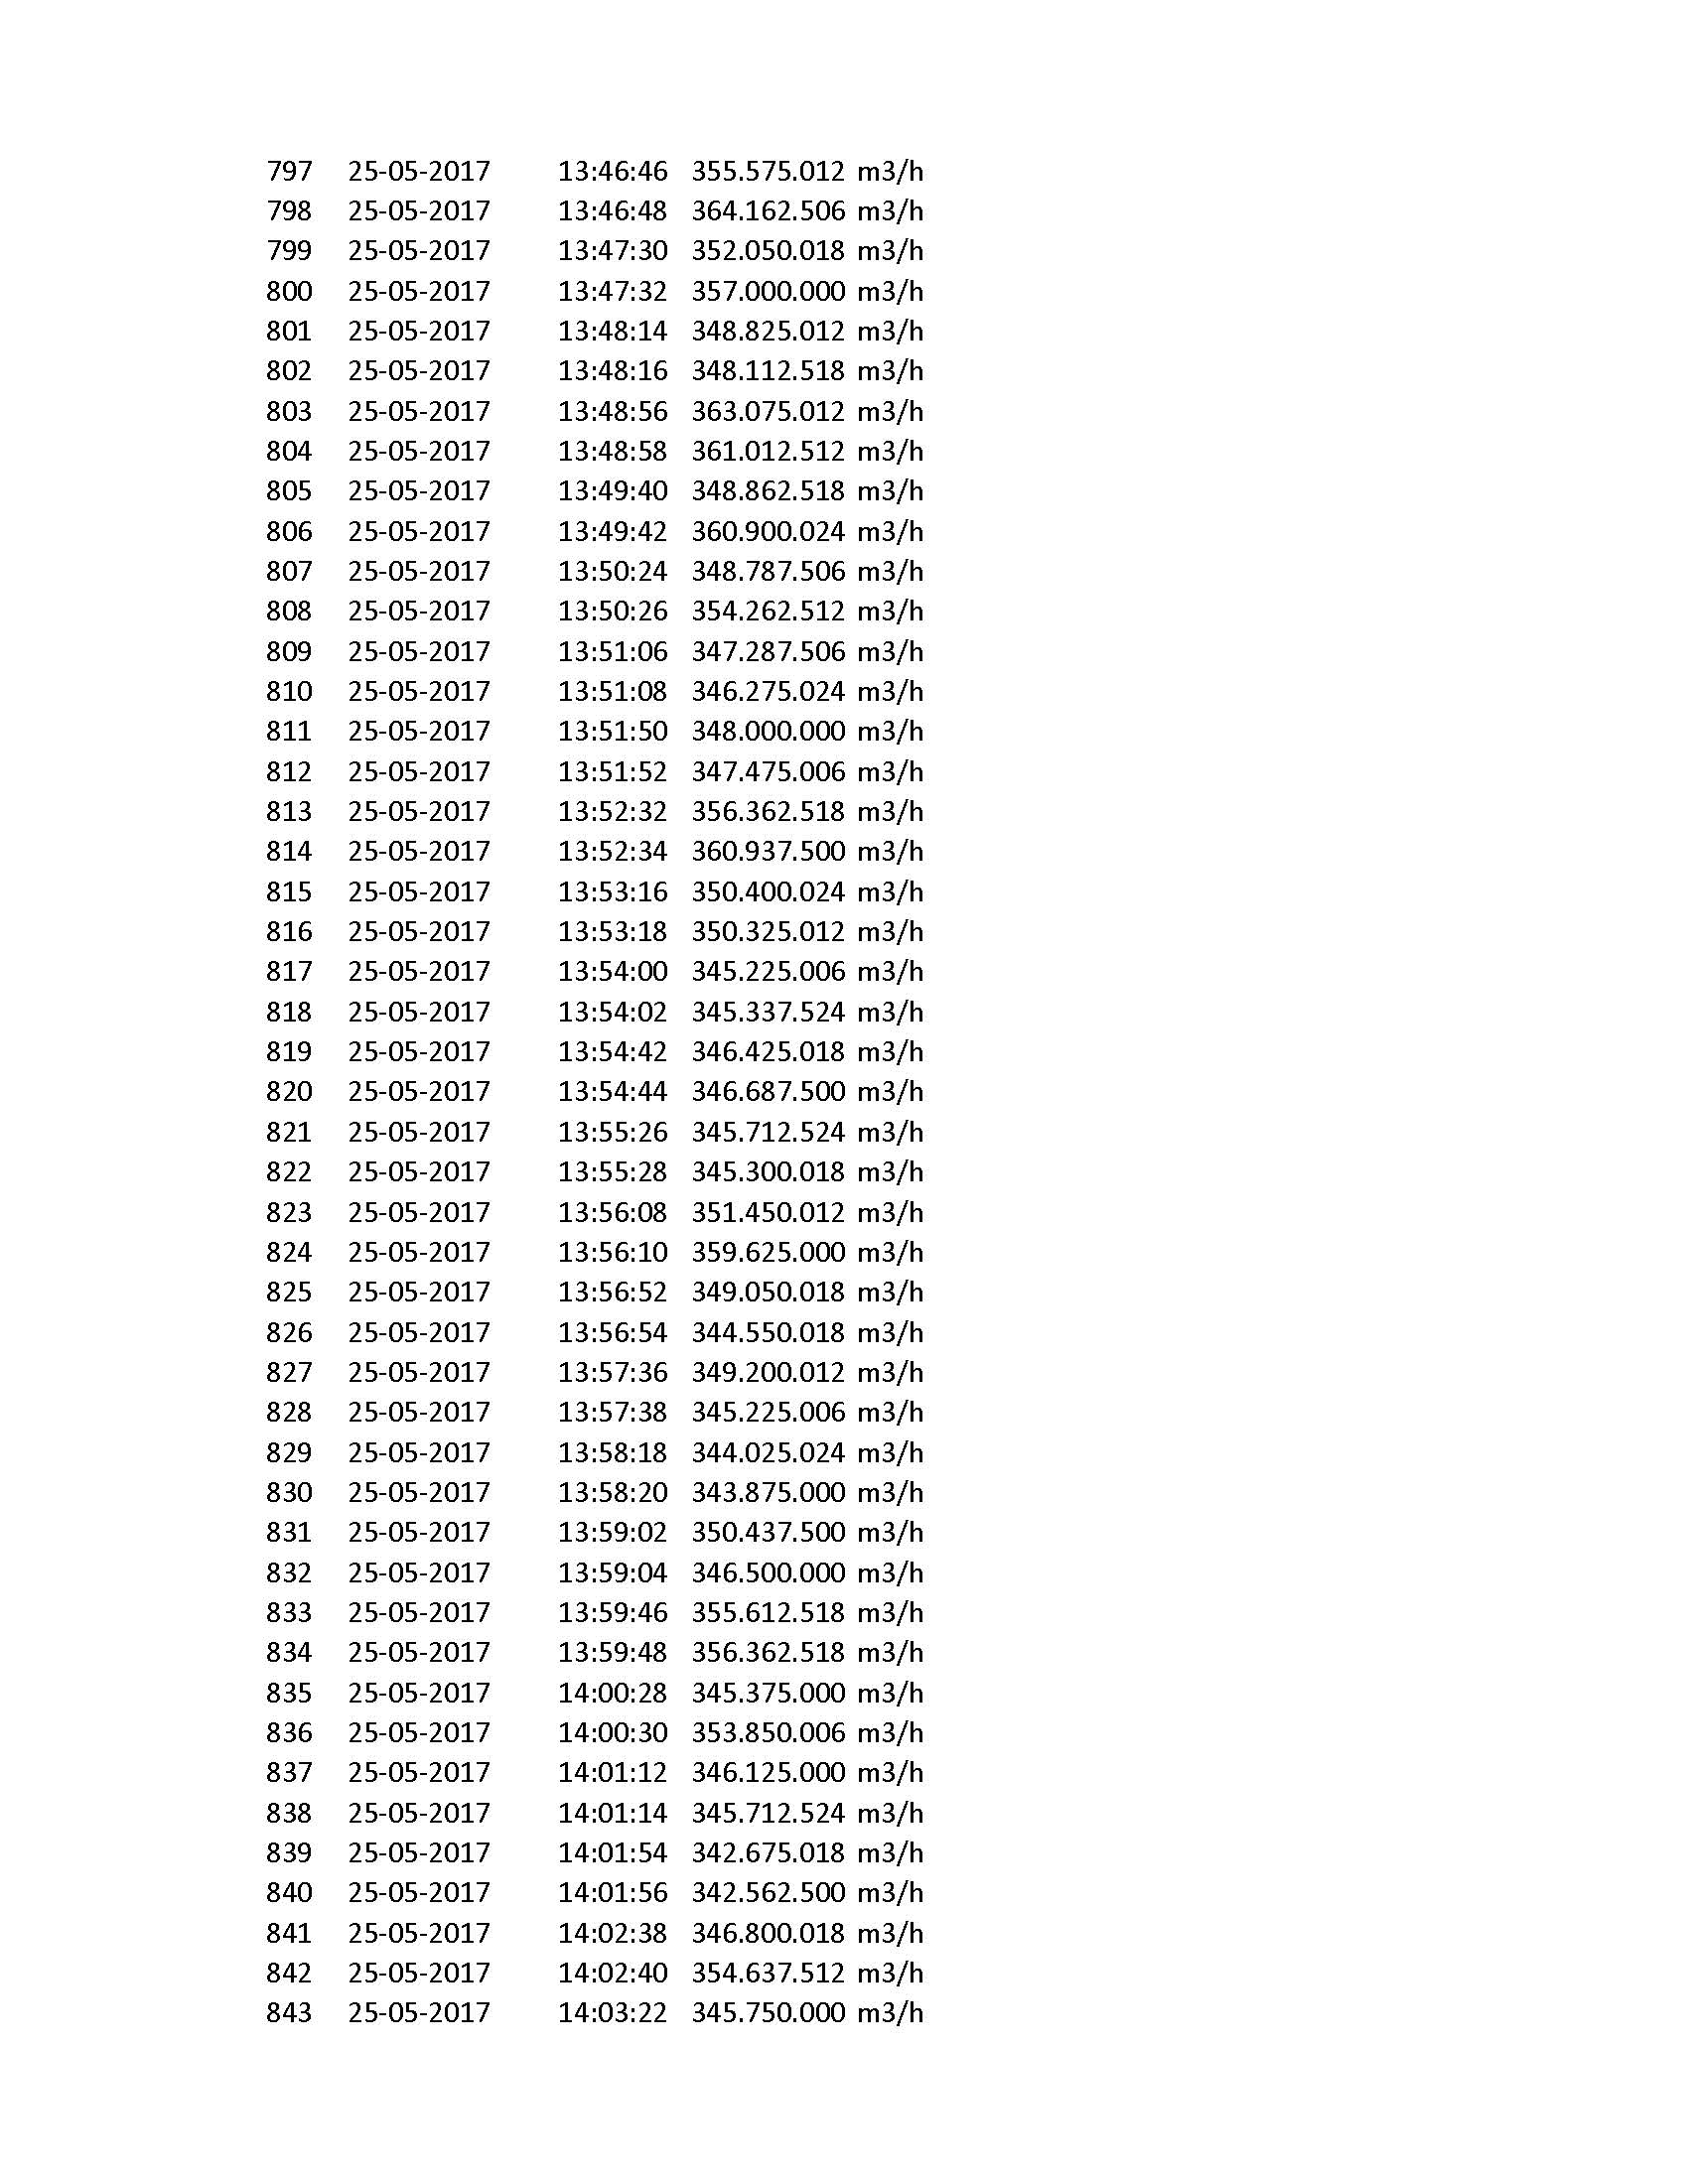 797 25-05-2017 13:46:46 355.575.012 m3/h
798 25-05-2017 13:46:48 364.162.506 m3/h
799 25-05-2017 13:47:30 352.050.018 m3/h
800 25-05-2017 13:47:32 357.000.000 m3/h
801 25-05-2017 13:48:14 348.825.012 m3/h
802 25-05-2017 13:48:16 348.112.518 m3/h
803 25-05-2017 13:48:56 363.075.012 m3/h
804 25-05-2017 13:48:58 361.012.512 m3/h
805 25-05-2017 13:49:40 348.862.518 m3/h
806 25-05-2017 13:49:42 360.900.024 m3/h
807 25-05-2017 13:50:24 348.787.506 m3/h
808 25-05-2017 13:50:26 354.262.512 m3/h
809 25-05-2017 13:51:06 347.287.506 m3/h
810 25-05-2017 13:51:08 346.275.024 m3/h
811 25-05-2017 13:51:50 348.000.000 m3/h
812 25-05-2017 13:51:52 347.475.006 m3/h
813 25-05-2017 13:52:32 356.362.518 m3/h
814 25-05-2017 13:52:34 360.937.500 m3/h
815 25-05-2017 13:53:16 350.400.024 m3/h
816 25-05-2017 13:53:18 350.325.012 m3/h
817 25-05-2017 13:54:00 345.225.006 m3/h
818 25-05-2017 13:54:02 345.337.524 m3/h
819 25-05-2017 13:54:42 346.425.018 m3/h
820 25-05-2017 13:54:44 346.687.500 m3/h
821 25-05-2017 13:55:26 345.712.524 m3/h
822 25-05-2017 13:55:28 345.300.018 m3/h
823 25-05-2017 13:56:08 351.450.012 m3/h
824 25-05-2017 13:56:10 359.625.000 m3/h
825 25-05-2017 13:56:52 349.050.018 m3/h
826 25-05-2017 13:56:54 344.550.018 m3/h
827 25-05-2017 13:57:36 349.200.012 m3/h
828 25-05-2017 13:57:38 345.225.006 m3/h
829 25-05-2017 13:58:18 344.025.024 m3/h
830 25-05-2017 13:58:20 343.875.000 m3/h
831 25-05-2017 13:59:02 350.437.500 m3/h
832 25-05-2017 13:59:04 346.500.000 m3/h
833 25-05-2017 13:59:46 355.612.518 m3/h
834 25-05-2017 13:59:48 356.362.518 m3/h
835 25-05-2017 14:00:28 345.375.000 m3/h
836 25-05-2017 14:00:30 353.850.006 m3/h
837 25-05-2017 14:01:12 346.125.000 m3/h
838 25-05-2017 14:01:14 345.712.524 m3/h
839 25-05-2017 14:01:54 342.675.018 m3/h
840 25-05-2017 14:01:56 342.562.500 m3/h
841 25-05-2017 14:02:38 346.800.018 m3/h
842 25-05-2017 14:02:40 354.637.512 m3/h
843 25-05-2017 14:03:22 345.750.000 m3/h